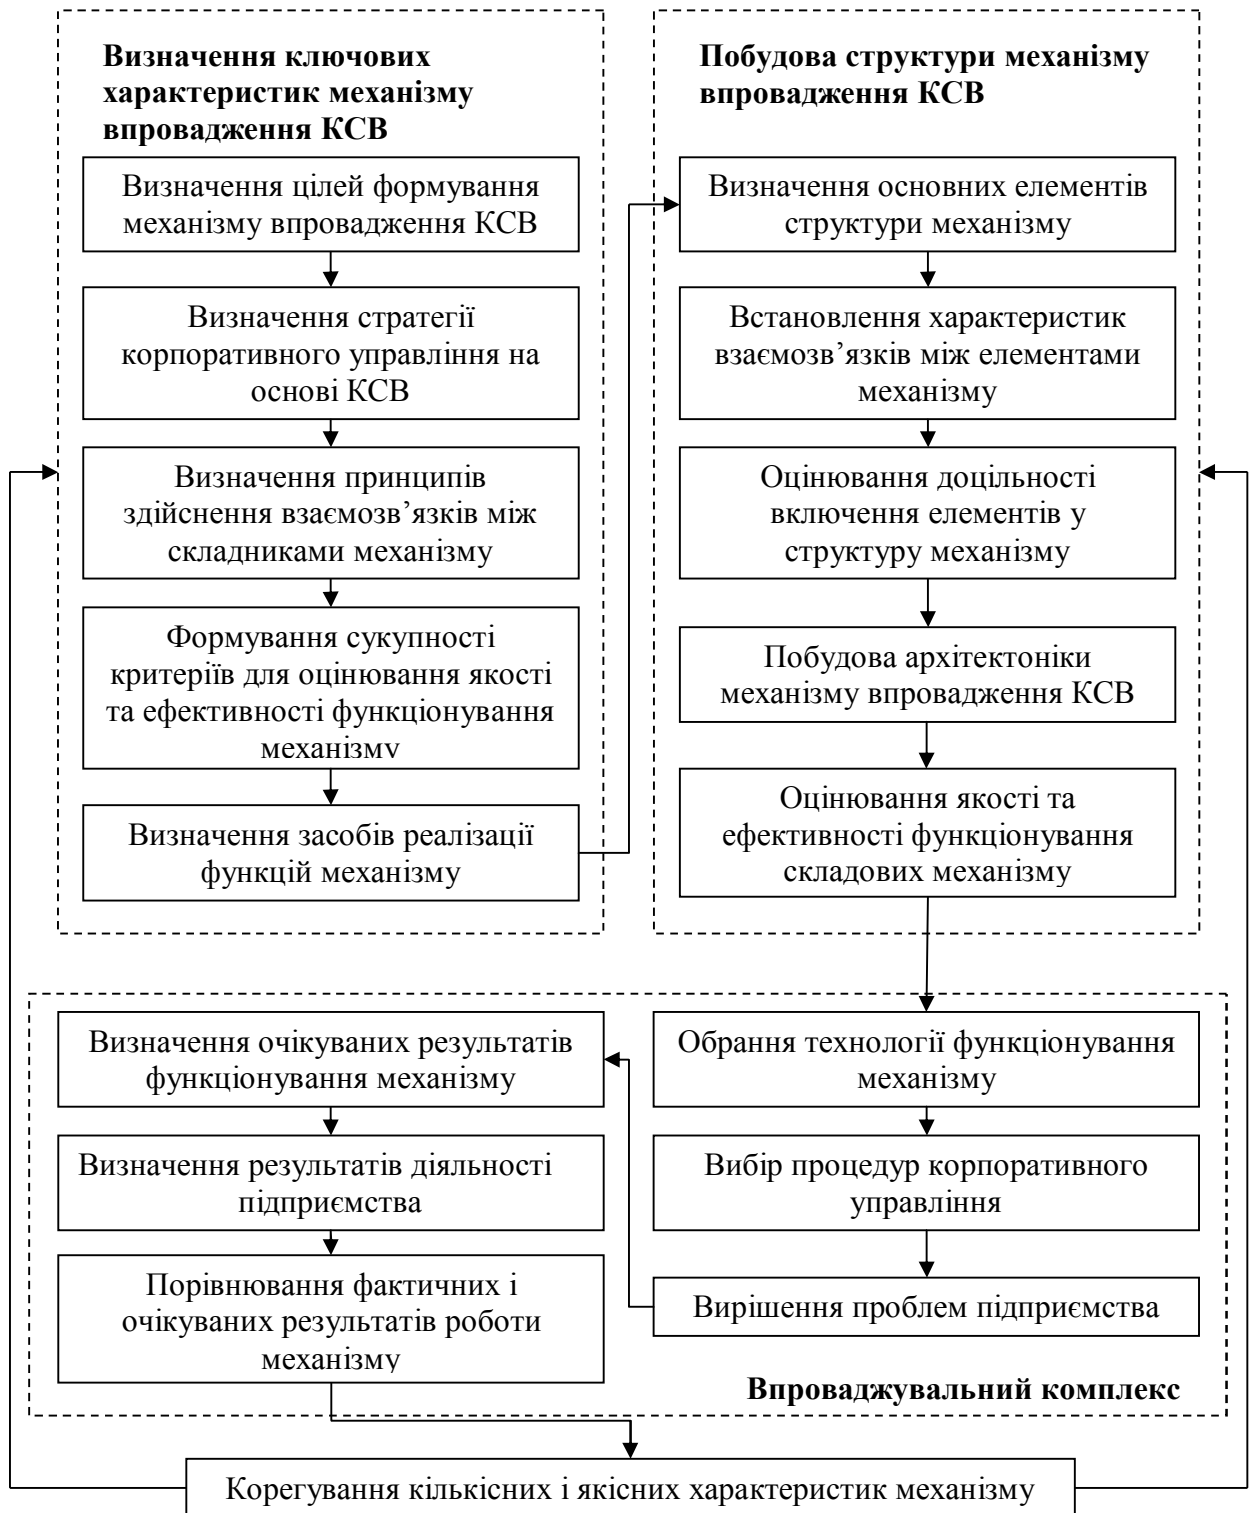 Визначення ключових
характеристик механізму
впровадження КСВ
Визначення цілей формування
механізму впровадження КСВ
Визначення стратегії
корпоративного управління на
основі КСВ
Визначення принципів
здійснення взаємозв’язків між
складниками механізму
Формування сукупності
критеріїв для оцінювання якості
та ефективності функціонування
механізму
Визначення засобів реалізації
функцій механізму
Побудова структури механізму
впровадження КСВ
Визначення основних елементів
структури механізму
Встановлення характеристик
взаємозв’язків між елементами
механізму
Оцінювання доцільності
включення елементів у
структуру механізму
Побудова архітектоніки
механізму впровадження КСВ
Оцінювання якості та
ефективності функціонування
складових механізму
Обрання технології функціонування
механізму
Вибір процедур корпоративного
управління
Вирішення проблем підприємства
Визначення очікуваних результатів
функціонування механізму
Визначення результатів діяльності
підприємства
Порівнювання фактичних і
очікуваних результатів роботи
механізму
Впроваджувальний комплекс
Корегування кількісних і якісних характеристик механізму